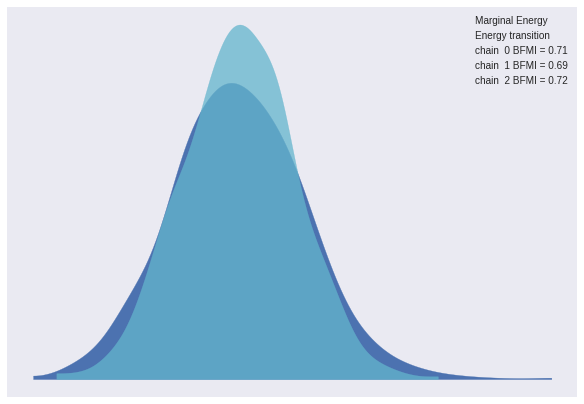 Marginal Energy
Energy transition
chain  0 BFMI = 0.71
chain  1 BFMI = 0.69
chain  2 BFMI = 0.72